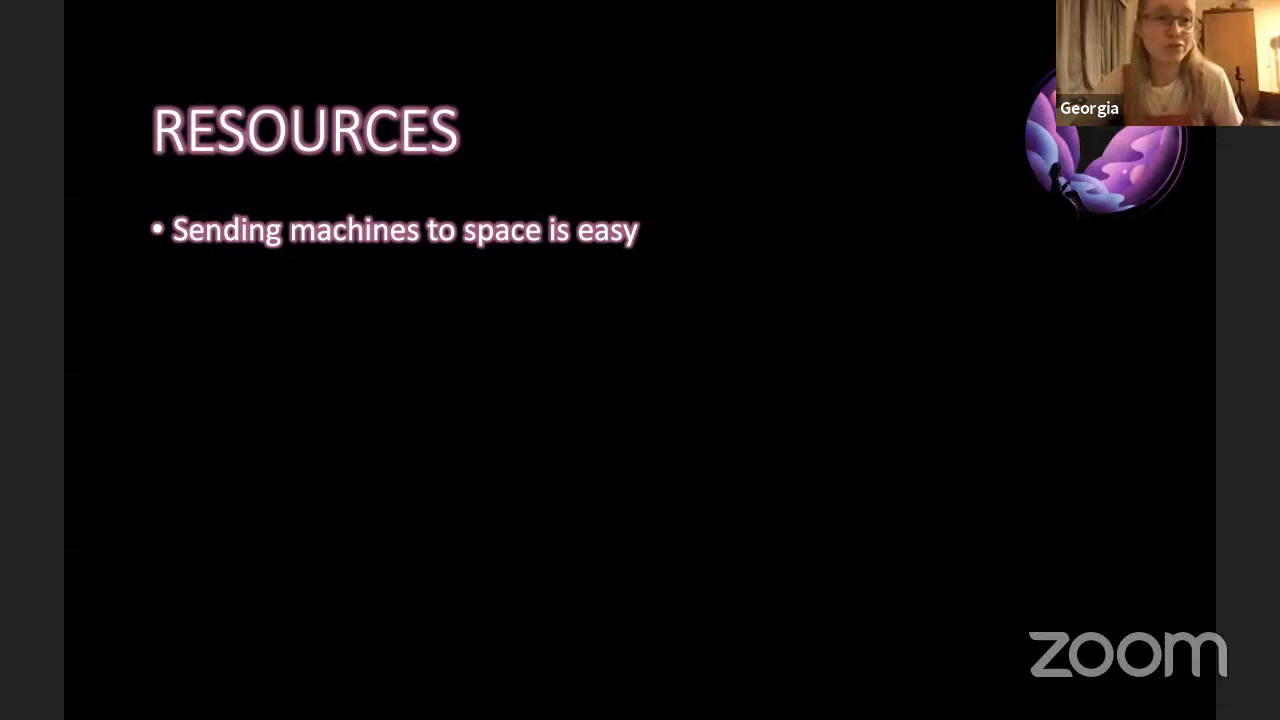 Georgia
RESOURCES
• Sending machines to space is easy
zoom